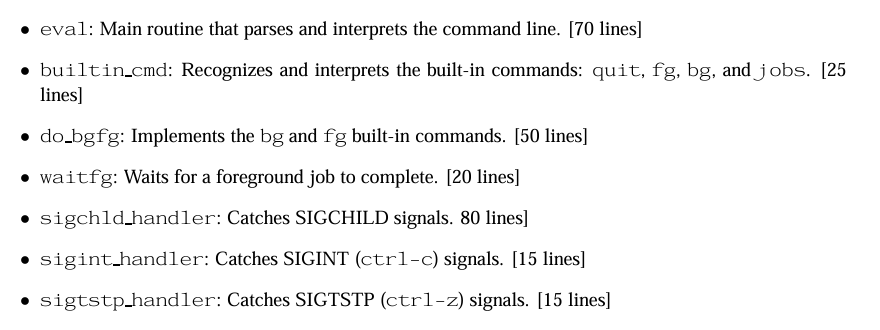 • eval: Main routine that parses and interprets the command line. [70 lines]
• builtin_cmd: Recognizes and interprets the built-in commands: quit, fg, bg, and jobs. [25
lines]
• do_bgfg: Implements the bg and fg built-in commands. [50 lines]
• waitfg: Waits for a foreground job to complete. [20 lines]
• sigchld_handler: Catches SIGCHILD signals. 80 lines]
• sigint_handler: Catches SIGINT (ctrl-c) signals. [15 lines]
• sigtstp_handler: Catches SIGTSTP (ctrl-z) signals. [15 lines]